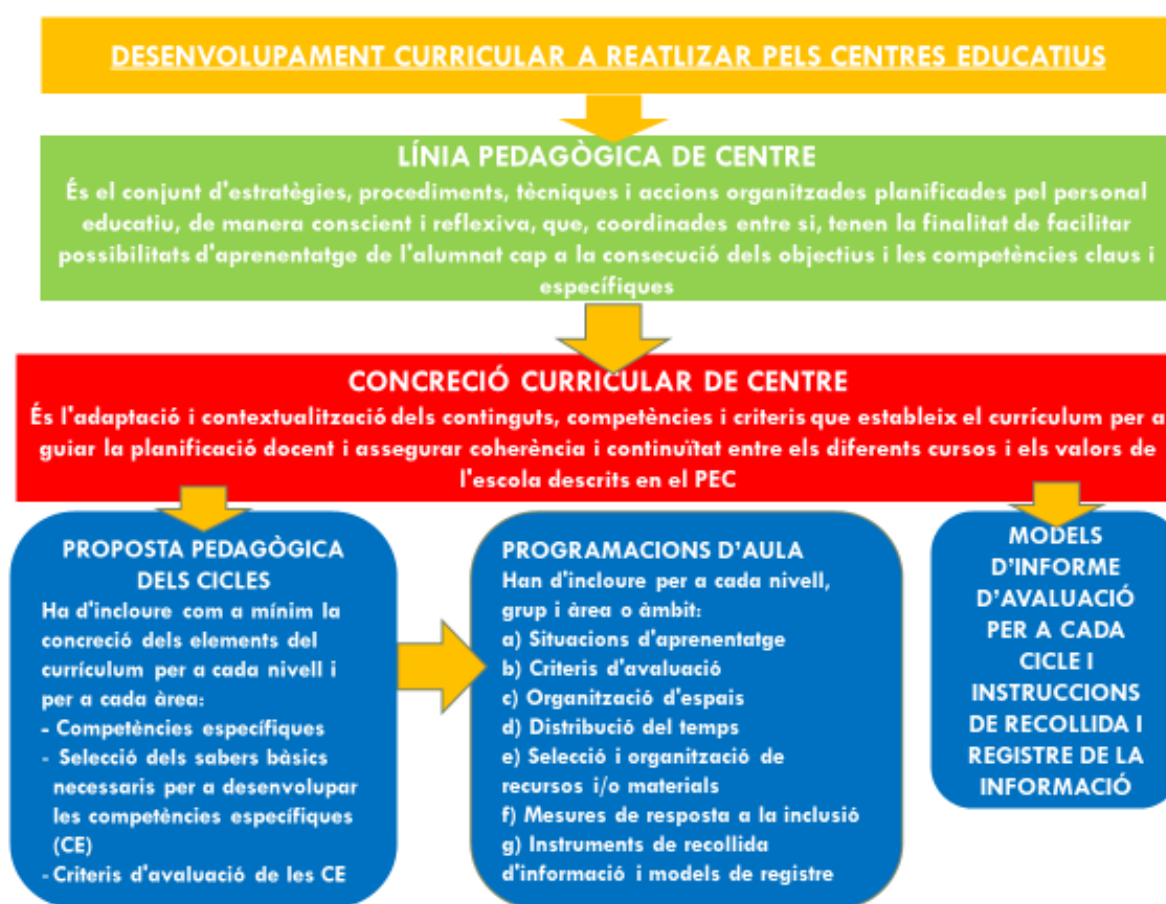 DESENVOLUPAMENT CURRICULAR A REATLIZAR PELS CENTRES EDUCATIUS
LÍNIA PEDAGÒGICA DE CENTRE
És el conjunt d'estratègies, procediments, tècniques i accions organitzades planificades pel personal
educatiu, de manera conscient i reflexiva, que, coordinades entre si, tenen la finalitat de facilitar
possibilitats d'aprenentatge de l'alumnat cap a la consecució dels objectius i les competències claus i
específiques
CONCRECIÓ CURRICULAR DE CENTRE
És l'adaptació i contextualització dels continguts, competències i criteris que estableix el currículum per a
guiar la planificació docent i assegurar coherència i continuïtat entre els diferents cursos i els valors de
l'escola descrits en el PEC
PROPOSTA PEDAGÒGICA
DELS CICLES
Ha d'incloure com a mínim la
concreció dels elements del
currículum per a cada nivell i
per a cada àrea:
- Competències específiques
- Selecció dels sabers bàsics
necessaris per a desenvolupar
les competències específiques
(CE)
- Criteris d'avaluació de les CE
PROGRAMACIONS D'AULA
Han d'incloure per a cada nivell,
grup i àrea o àmbit:
a) Situacions d'aprenentatge
b) Criteris d'avaluació
c) Organització d'espais
d) Distribució del temps
e) Selecció i organització de
recursos i/o materials
f) Mesures de resposta a la inclusió
g) Instruments de recollida
d'informació i models de registre
MODELS
D'INFORME
D'AVALUACIÓ
PER A CADA
CICLE I
INSTRUCCIONS
DE RECOLLIDA I
REGISTRE DE LA
INFORMACIÓ